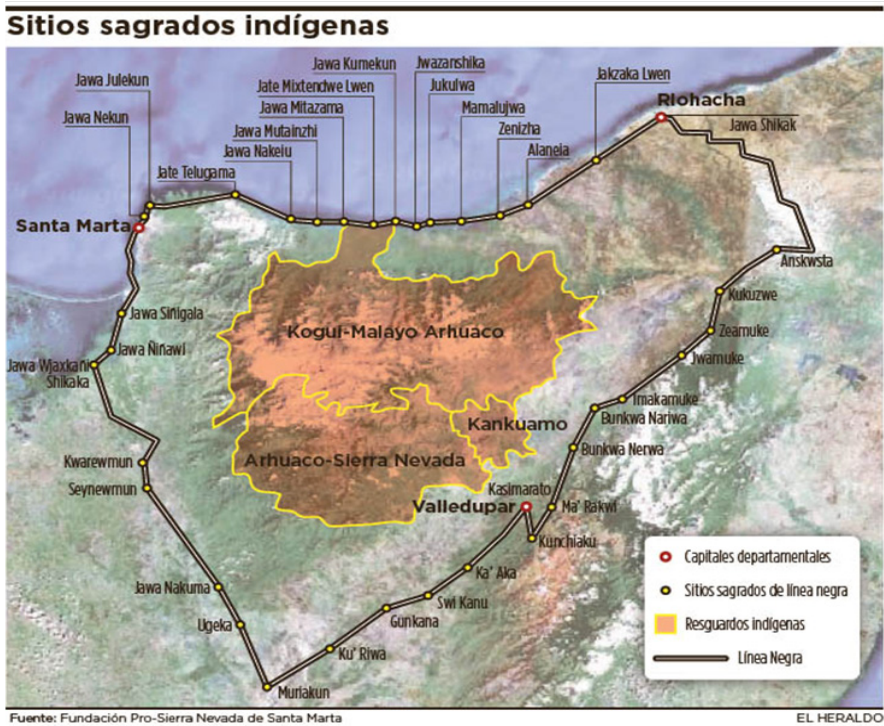 Sitios sagrados indígenas
Jawa Kumekun
Jwazanshika
Jawa Julekun
Jate Mixtendwe Lwen
Jukulwa
Jakzaka Lwen
Jawa Mitazama
Mamalujwa
Riohacha
Jawa Nekun
Jawa Mutainzhi
Zenizha
Jawa Shikak
Jawa Nakeiu
Alaneia
Jate Telugama
Santa Marta
Anskwsta
Kukuzwe
Jawa Siñigala
Kogui-Malayo Arhuaco
Zeamuke
Jawa Ñiñawi
Jwamuke
Jawa Wjaxkañi
Shikaka
Imakamuke
Bunkwa Nariwa
Kankuamo
Bunkwa Nerwa
Kwarewmun
Arhuaco-Sierra Nevada
Seynewmun
Kasimarato
Valledupar
Ma' Rakwi
Kunchiaku
Capitales departamentales
Ka' Aka
Jawa Nakuma
Sitios sagrados de línea negra
Swi Kanu
Gunkana
Ugeka
Resguardos indígenas
Ku' Riwa
Línea Negra
Muriakun
Fuente: Fundación Pro-Sierra Nevada de Santa Marta
EL HERALDO